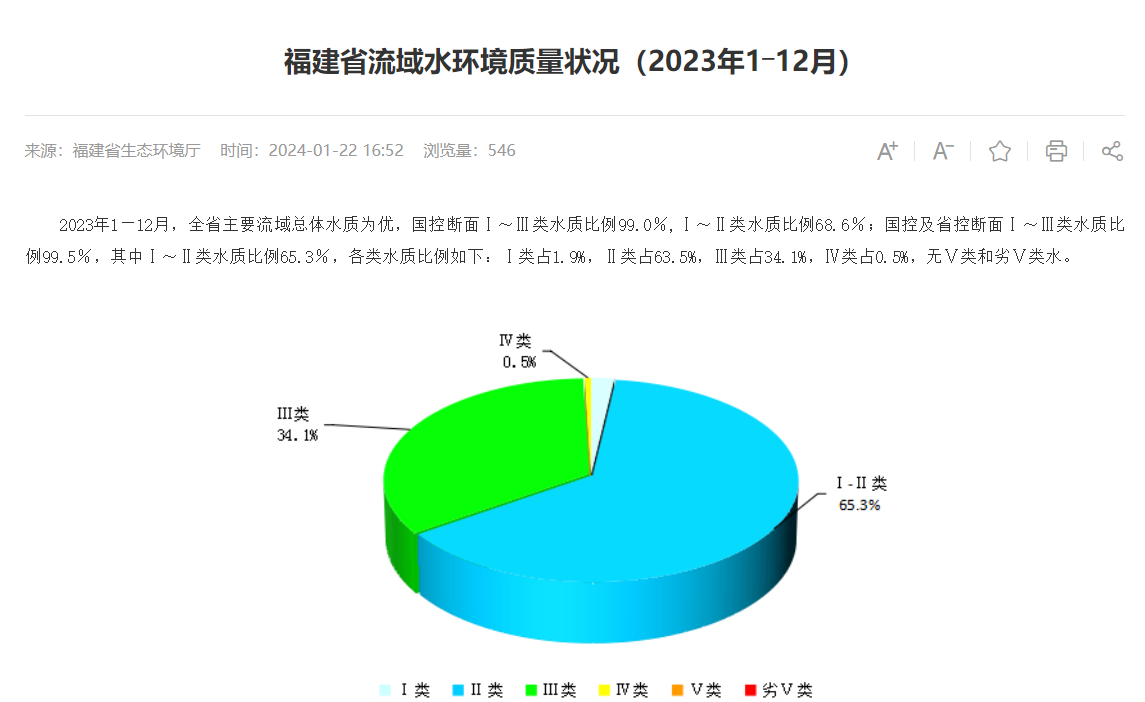 福建省流域水环境质量状况（2023年1-12月）
来源：福建省生态环境厅 时间：2024-01-22 16:52 浏览量：546
A+ A-
2023年1－12月，全省主要流域总体水质为优，国控断面Ⅰ～Ⅲ类水质比例99.0％，Ⅰ～Ⅱ类水质比例68.6％；国控及省控断面Ⅰ～Ⅲ类水质比
例99.5％，其中Ⅰ～Ⅱ类水质比例65.3％，各类水质比例如下：Ⅰ类占1.9%，Ⅱ类占63.5%，Ⅲ类占34.1%，Ⅳ类占0.5%，无Ⅴ类和劣Ⅴ类水。
Ⅳ类
0.5%
III类
34.1%
Ⅰ-II 类
65.3%
Ⅰ类 II 类 III类 Ⅳ类 Ⅴ类 劣Ⅴ类